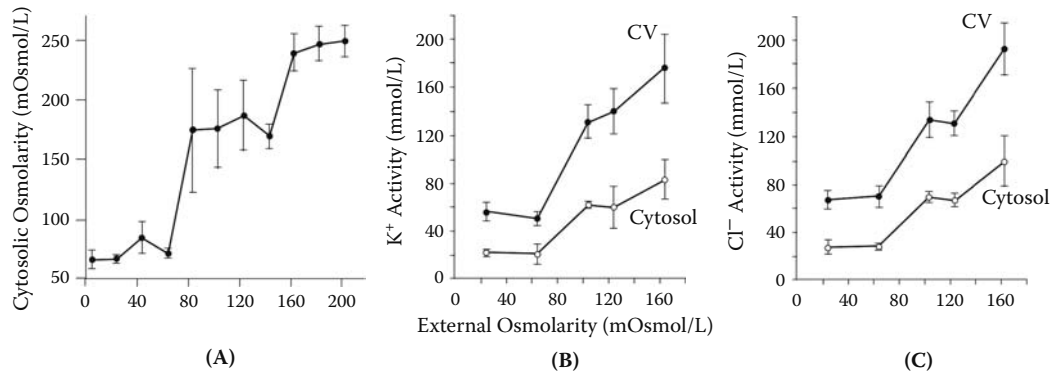 Cytosolic Osmolarity (mOsmol/L)
250
200
150
100
50
0 40 80 120 160 200
(A)
K⁺ Activity (mmol/L)
200
160
120
80
40
0
CV
Cytosol
0 40 80 120 160
External Osmolarity (mOsmol/L)
(B)
Cl⁻ Activity (mmol/L)
200
160
120
80
40
0
CV
Cytosol
0 40 80 120 160
(C)